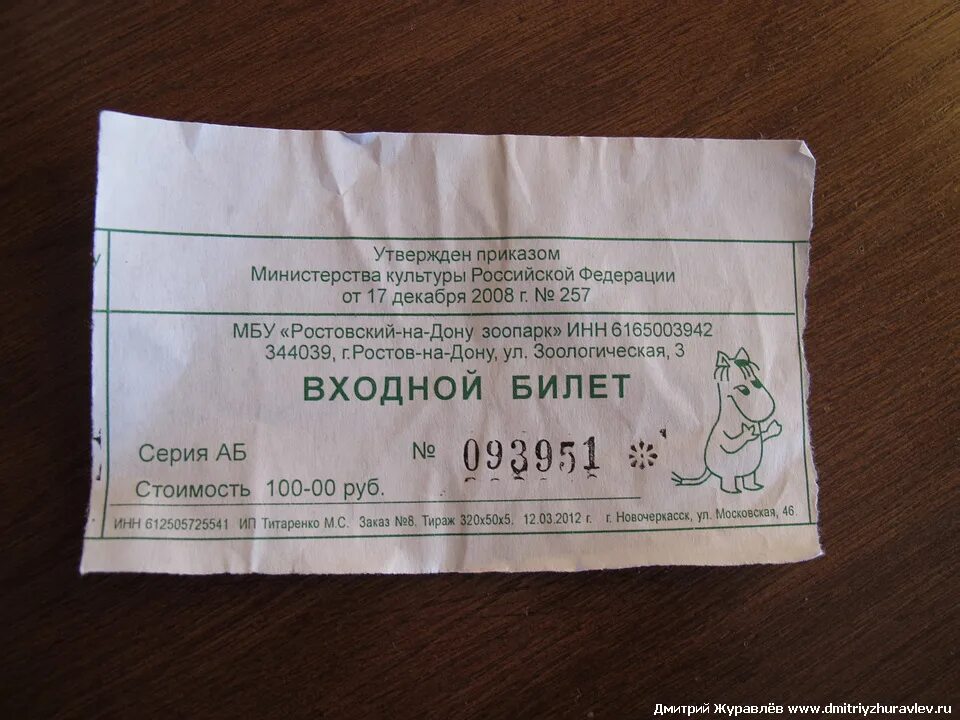 Утвержден приказом
Министерства культуры Российской Федерации
от 17 декабря 2008 г. № 257
МБУ «Ростовский-на-Дону зоопарк» ИНН 6165003942
344039, г.Ростов-на-Дону, ул. Зоологическая, 3
ВХОДНОЙ БИЛЕТ
Серия АБ № 093951
Стоимость 100-00 руб.
ИНН 612505725541 ИП Титаренко М.С. Заказ №8. Тираж 320х50х5. 12.03.2012 г. г. Новочеркасск, ул. Московская, 46.
Дмитрий Журавлёв www.dmitriyzhuravlev.ru